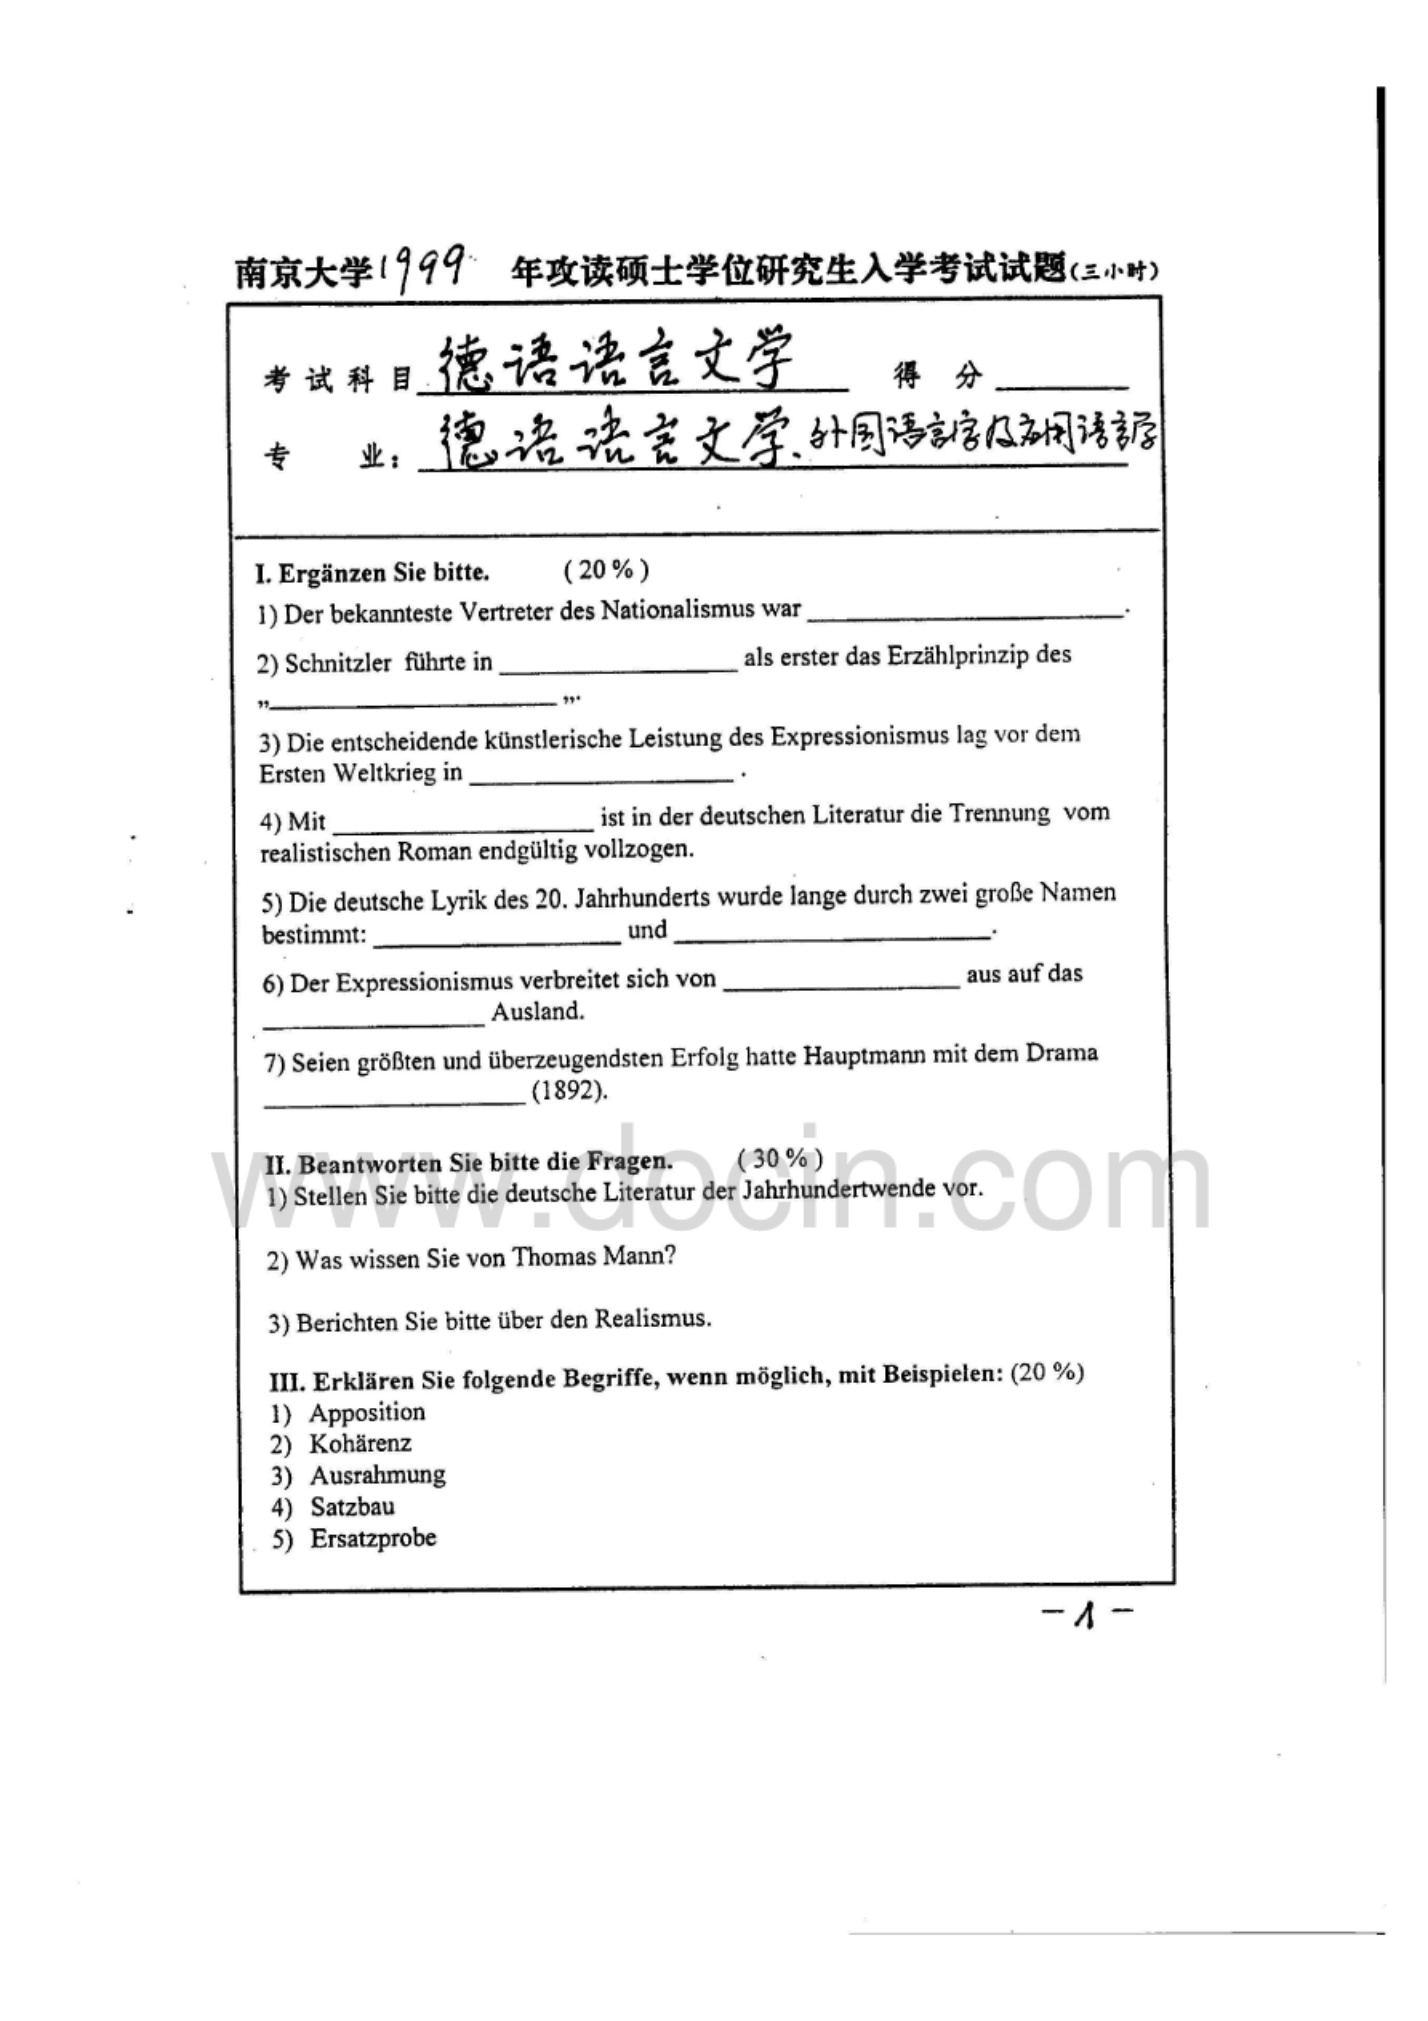 南京大学1999 年攻读硕士学位研究生入学考试试题(三小时)
考试科目 德语语言文学 得 分
专 业: 德语语言文学、外国语言学及应用语言学
I. Ergänzen Sie bitte. ( 20 % )
1) Der bekannteste Vertreter des Nationalismus war ________.
2) Schnitzler führte in ________ als erster das Erzählprinzip des
„________ ”.
3) Die entscheidende künstlerische Leistung des Expressionismus lag vor dem
Ersten Weltkrieg in ________ .
4) Mit ________ ist in der deutschen Literatur die Trennung vom
realistischen Roman endgültig vollzogen.
5) Die deutsche Lyrik des 20. Jahrhunderts wurde lange durch zwei große Namen
bestimmt: ________ und ________.
6) Der Expressionismus verbreitet sich von ________ aus auf das
________ Ausland.
7) Seien größten und überzeugendsten Erfolg hatte Hauptmann mit dem Drama
________ (1892).
II. Beantworten Sie bitte die Fragen. ( 30 % )
1) Stellen Sie bitte die deutsche Literatur der Jahrhundertwende vor.
www.docin.com
2) Was wissen Sie von Thomas Mann?
3) Berichten Sie bitte über den Realismus.
III. Erklären Sie folgende Begriffe, wenn möglich, mit Beispielen: (20 %)
1) Apposition
2) Kohärenz
3) Ausrahmung
4) Satzbau
5) Ersatzprobe
- 1 -